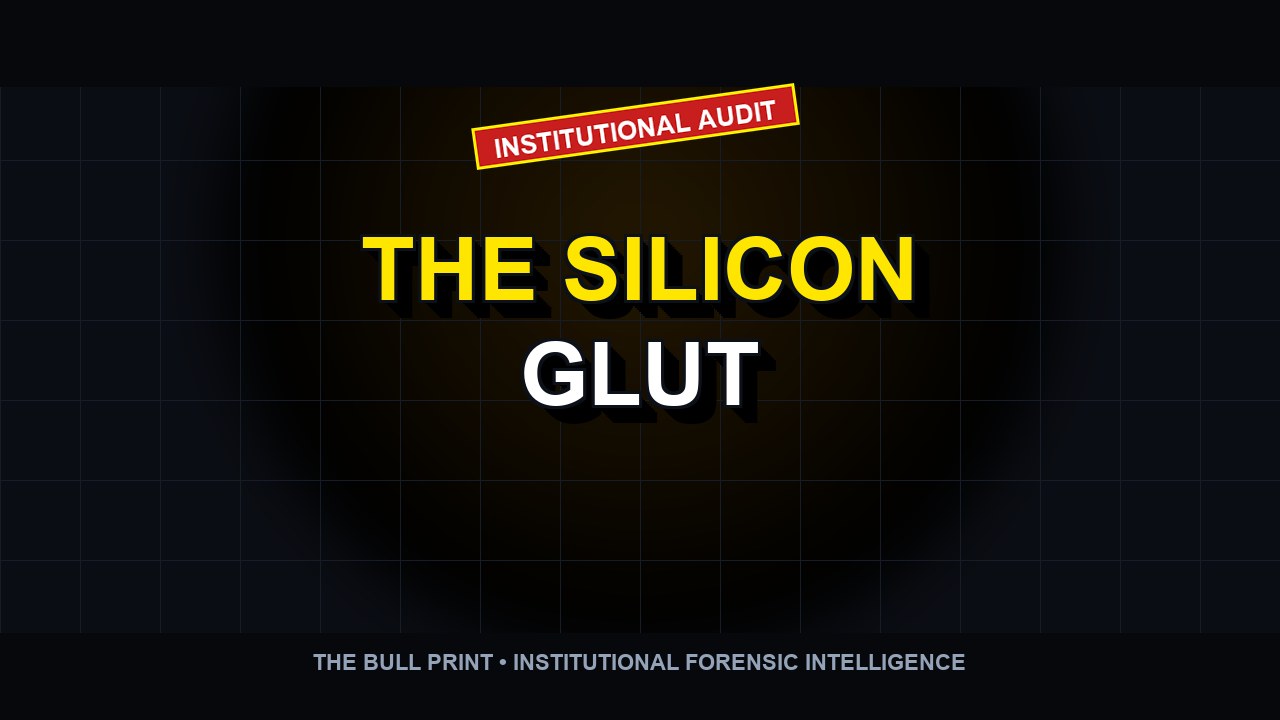 INSTITUTIONAL AUDIT
THE SILICON
GLUT
THE BULL PRINT • INSTITUTIONAL FORENSIC INTELLIGENCE